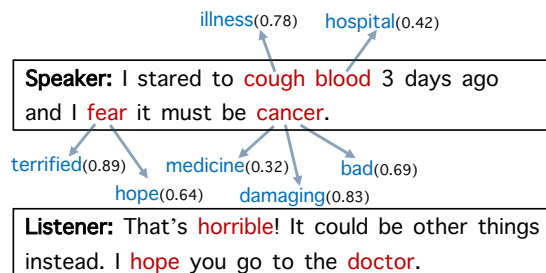 illness(0.78) hospital(0.42)
Speaker: I stared to cough blood 3 days ago
and I fear it must be cancer.
terrified(0.89) medicine(0.32) bad(0.69)
hope(0.64) damaging(0.83)
Listener: That's horrible! It could be other things
instead. I hope you go to the doctor.